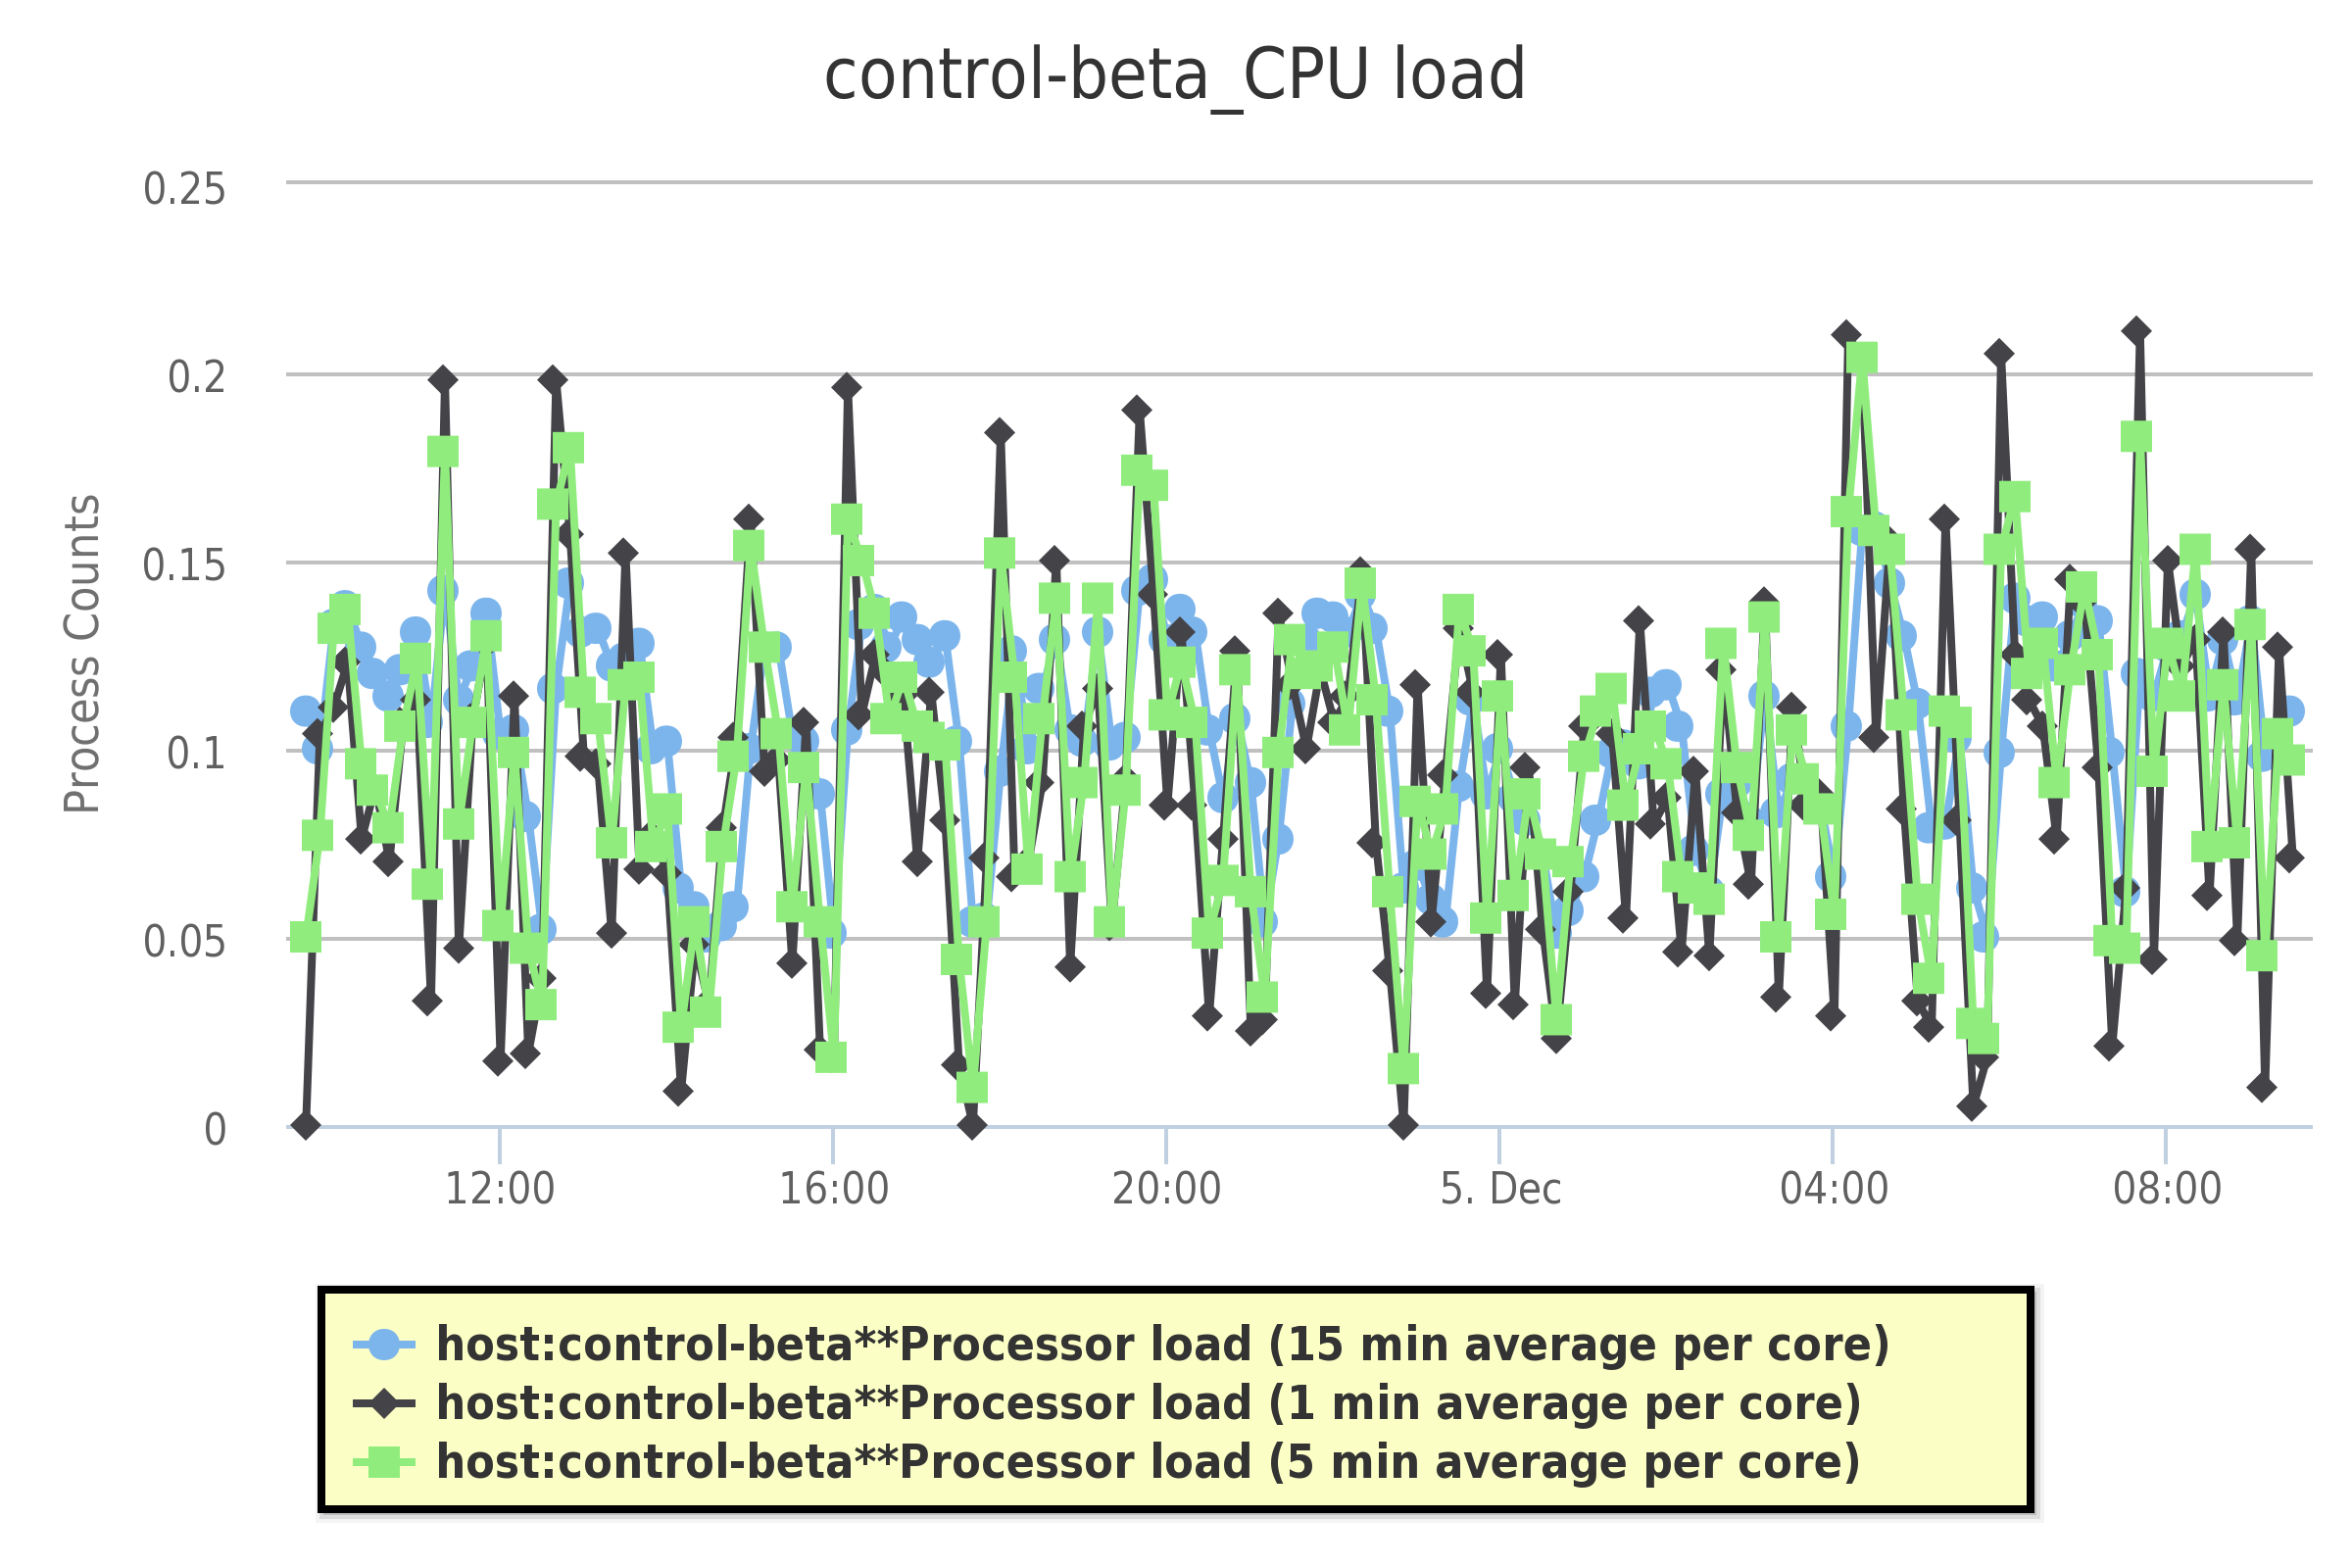 control-beta_CPU load
Process Counts
0.25
0.2
0.15
0.1
0.05
0
12:00 16:00 20:00 5. Dec 04:00 08:00
host:control-beta**Processor load (15 min average per core)
host:control-beta**Processor load (1 min average per core)
host:control-beta**Processor load (5 min average per core)